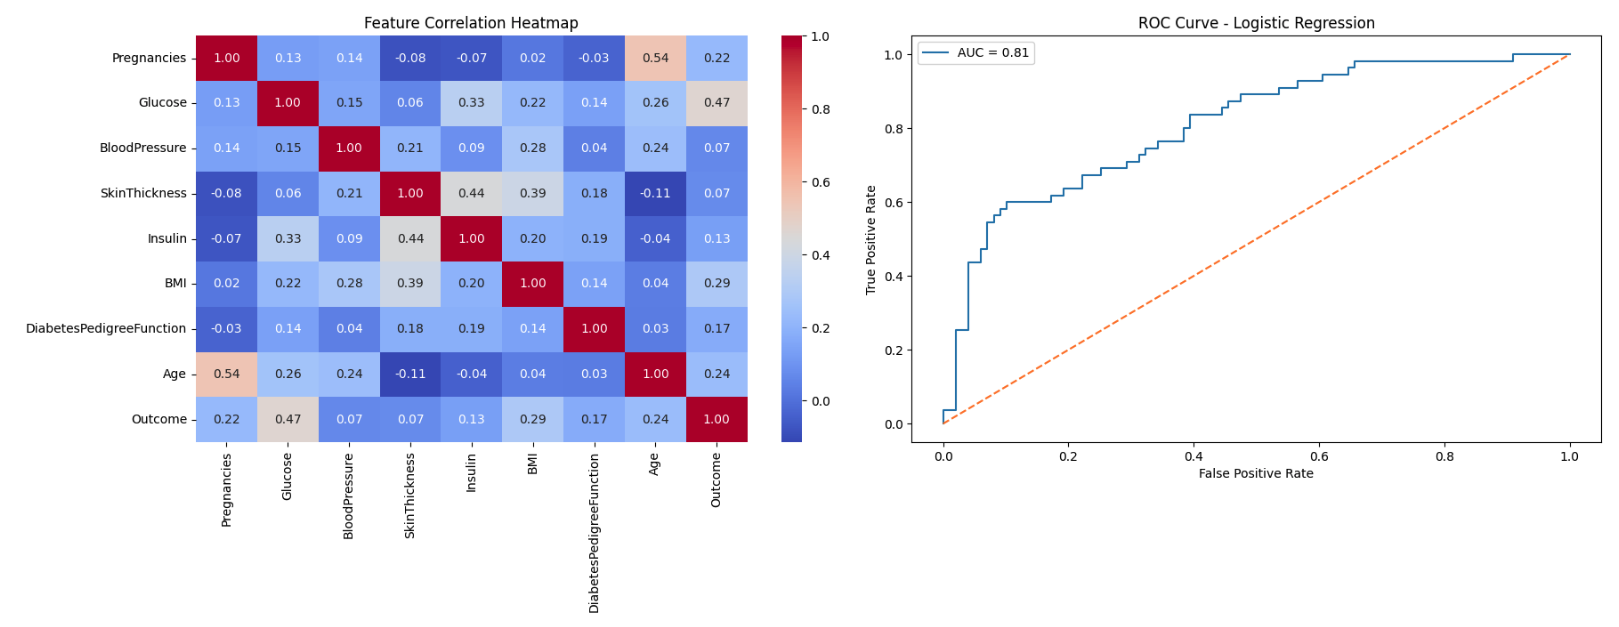 Feature Correlation Heatmap
Pregnancies 1.00 0.13 0.14 -0.08 -0.07 0.02 -0.03 0.54 0.22
Glucose 0.13 1.00 0.15 0.06 0.33 0.22 0.14 0.26 0.47
BloodPressure 0.14 0.15 1.00 0.21 0.09 0.28 0.04 0.24 0.07
SkinThickness -0.08 0.06 0.21 1.00 0.44 0.39 0.18 -0.11 0.07
Insulin -0.07 0.33 0.09 0.44 1.00 0.20 0.19 -0.04 0.13
BMI 0.02 0.22 0.28 0.39 0.20 1.00 0.14 0.04 0.29
DiabetesPedigreeFunction -0.03 0.14 0.04 0.18 0.19 0.14 1.00 0.03 0.17
Age 0.54 0.26 0.24 -0.11 -0.04 0.04 0.03 1.00 0.24
Outcome 0.22 0.47 0.07 0.07 0.13 0.29 0.17 0.24 1.00
Pregnancies
Glucose
BloodPressure
SkinThickness
Insulin
BMI
DiabetesPedigreeFunction
Age
Outcome
1.0
0.8
0.6
0.4
0.2
0.0
ROC Curve - Logistic Regression
AUC = 0.81
True Positive Rate
1.0
0.8
0.6
0.4
0.2
0.0
0.0 0.2 0.4 0.6 0.8 1.0
False Positive Rate